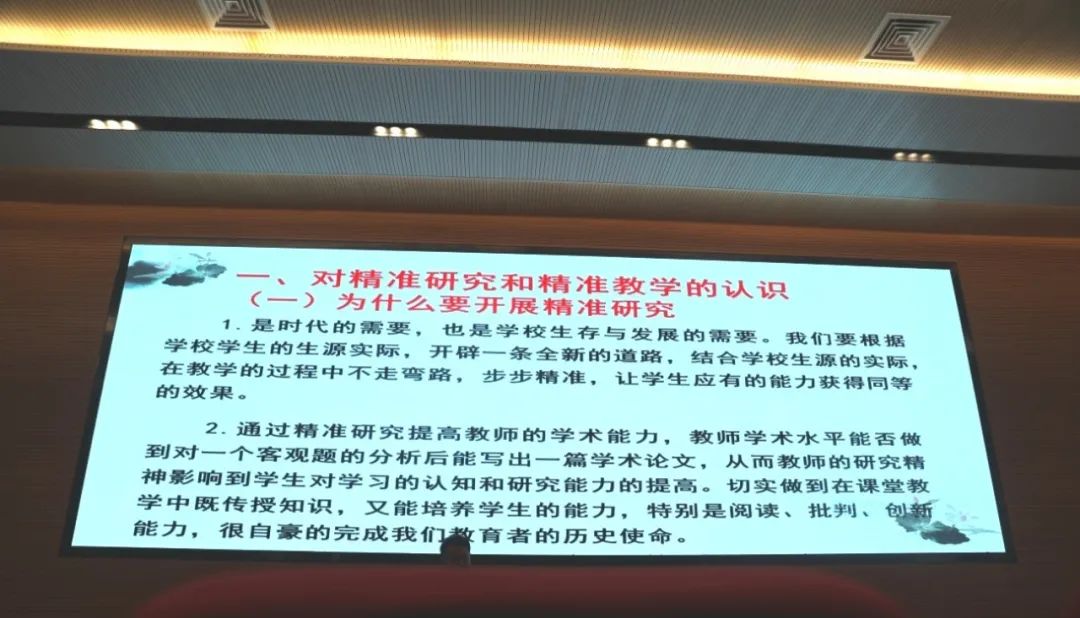 一、对精准研究和精准教学的认识
（一）为什么要开展精准研究
1. 是时代的需要，也是学校生存与发展的需要。我们要根据
学校学生的生源实际，开辟一条全新的道路，结合学校生源的实际，
在教学的过程中不走弯路，步步精准，让学生应有的能力获得同等
的效果。
2. 通过精准研究提高教师的学术能力，教师学术水平能否做
到对一个客观题的分析后能写出一篇学术论文，从而教师的研究精
神影响到学生对学习的认知和研究能力的提高。切实做到在课堂教
学中既传授知识，又能培养学生的能力，特别是阅读、批判、创新
能力，很自豪的完成我们教育者的历史使命。